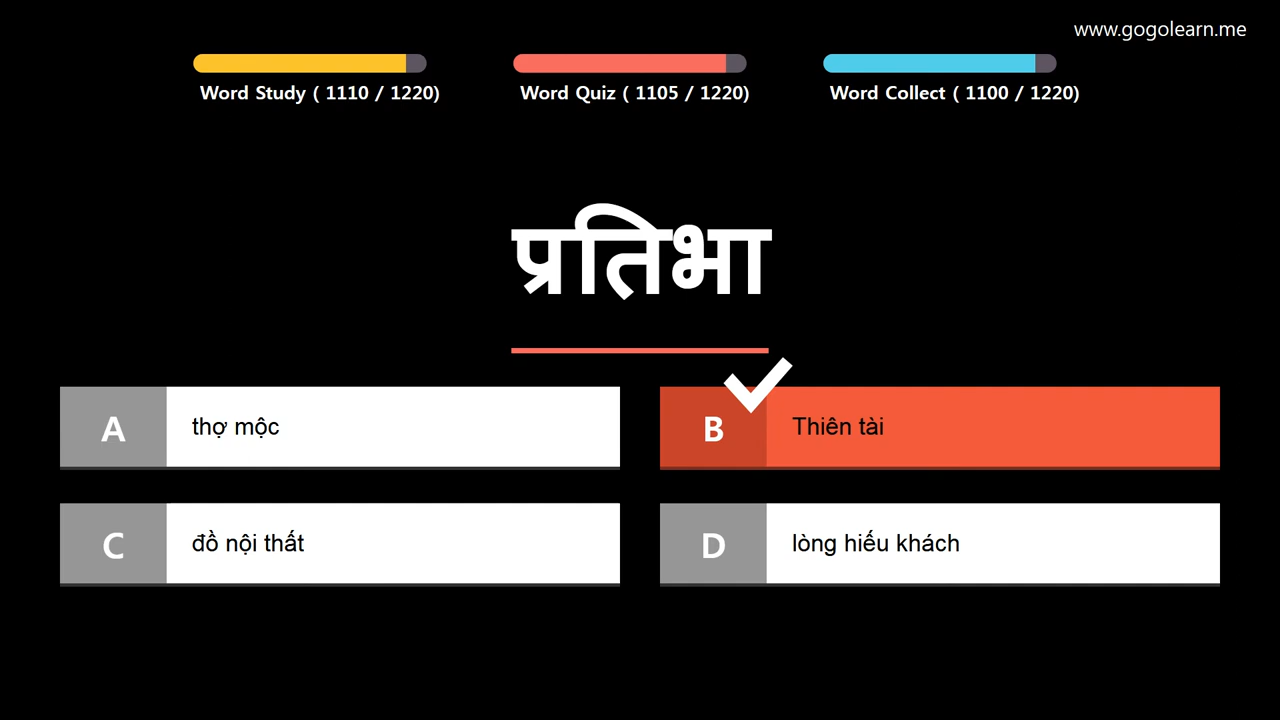 www.gogolearn.me
Word Study ( 1110 / 1220)
Word Quiz ( 1105 / 1220)
Word Collect ( 1100 / 1220)
प्रतिभा
A thợ mộc
B Thiên tài
C đồ nội thất
D lòng hiếu khách